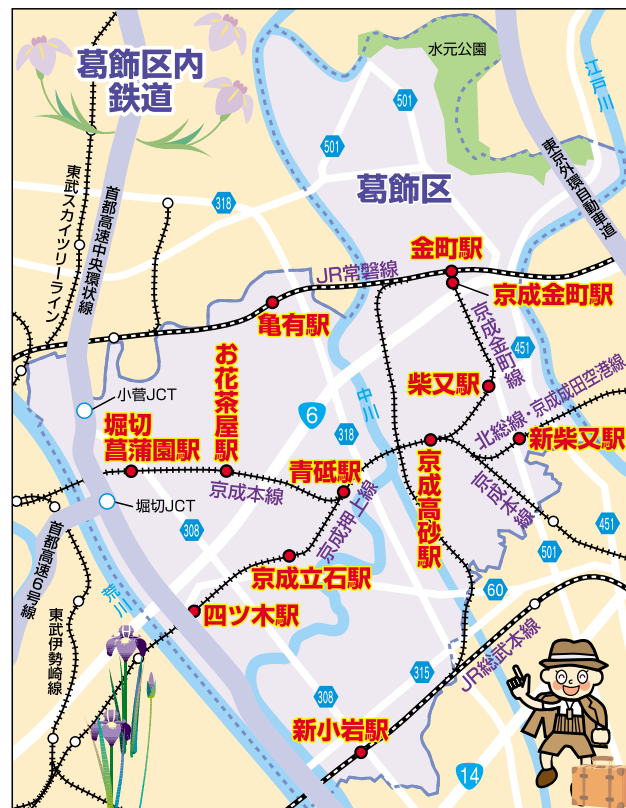 葛飾区内
鉄道
水元公園
江戸川
501
501
東武スカイツリーライン
首都高速中央環状線
318
葛飾区
東京外環自動車道
JR常磐線
金町駅
京成金町駅
亀有駅
京成金町線
451
お花茶屋駅
柴又駅
小菅JCT
6
中川
318
北総線・京成成田空港線
堀切
菖蒲園駅
新柴又駅
青砥駅
京成高砂駅
京成本線
京成本線
堀切JCT
京成押上線
308
451
501
首都高速6号線
京成立石駅
60
荒川
四ツ木駅
東武伊勢崎線
JR総武本線
315
308
新小岩駅
14